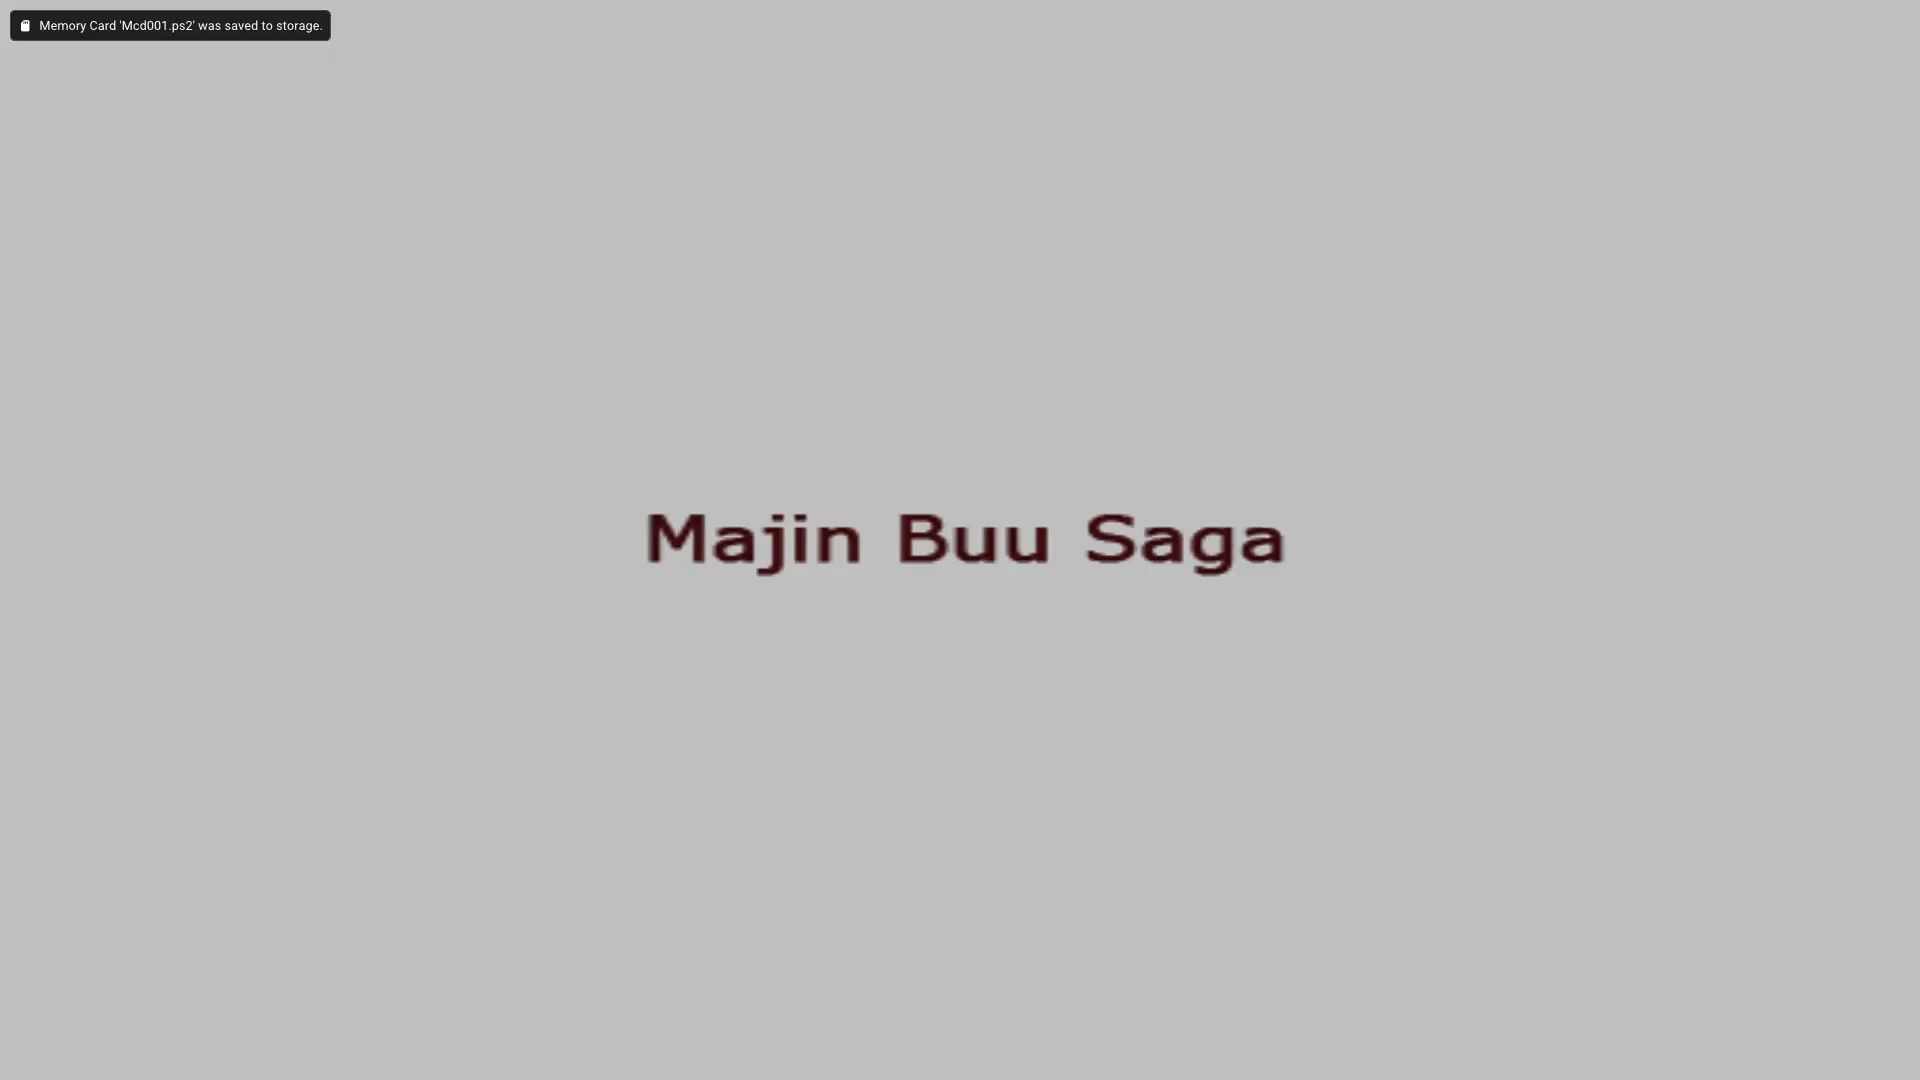 Memory Card 'Mcd001.ps2' was saved to storage.
Majin Buu Saga